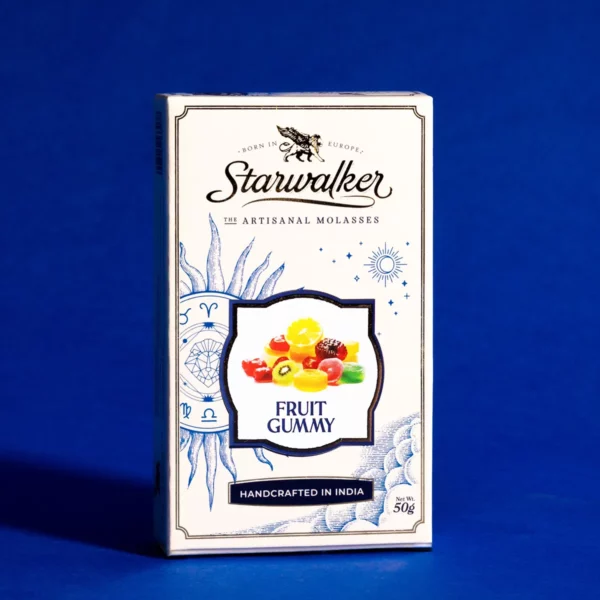 BORN IN EUROPE
Starwalker
THE ARTISANAL MOLASSES
FRUIT
GUMMY
HANDCRAFTED IN INDIA
Net Wt.
50g